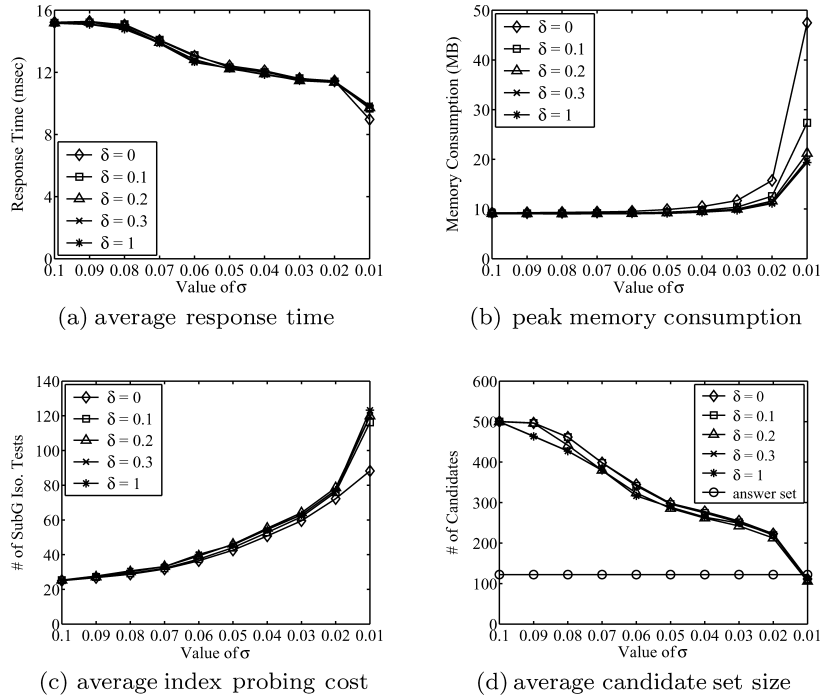 16
12
8
4
0
Response Time (msec)
δ = 0
δ = 0.1
δ = 0.2
δ = 0.3
δ = 1
0.1 0.09 0.08 0.07 0.06 0.05 0.04 0.03 0.02 0.01
Value of σ
(a) average response time
50
40
30
20
10
0
Memory Consumption (MB)
δ = 0
δ = 0.1
δ = 0.2
δ = 0.3
δ = 1
0.1 0.09 0.08 0.07 0.06 0.05 0.04 0.03 0.02 0.01
Value of σ
(b) peak memory consumption
140
120
100
80
60
40
20
0
# of SubG Iso. Tests
δ = 0
δ = 0.1
δ = 0.2
δ = 0.3
δ = 1
0.1 0.09 0.08 0.07 0.06 0.05 0.04 0.03 0.02 0.01
Value of σ
(c) average index probing cost
600
500
400
300
200
100
0
# of Candidates
δ = 0
δ = 0.1
δ = 0.2
δ = 0.3
δ = 1
answer set
0.1 0.09 0.08 0.07 0.06 0.05 0.04 0.03 0.02 0.01
Value of σ
(d) average candidate set size